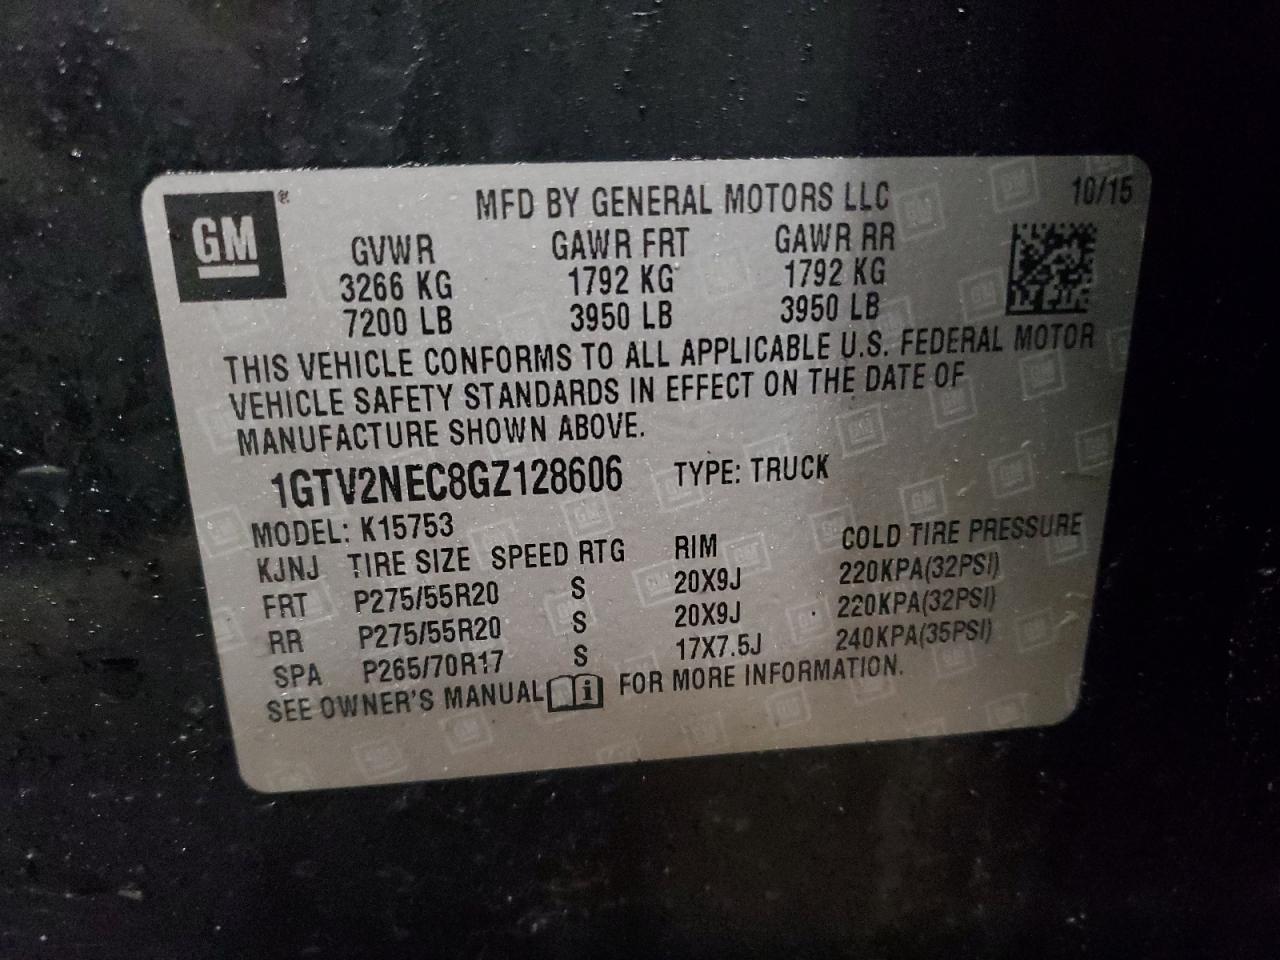 GM ®
MFD BY GENERAL MOTORS LLC 10/15
GVWR GAWR FRT GAWR RR
3266 KG 1792 KG 1792 KG
7200 LB 3950 LB 3950 LB
THIS VEHICLE CONFORMS TO ALL APPLICABLE U.S. FEDERAL MOTOR
VEHICLE SAFETY STANDARDS IN EFFECT ON THE DATE OF
MANUFACTURE SHOWN ABOVE.
1GTV2NEC8GZ128606 TYPE: TRUCK
MODEL: K15753
KJNJ TIRE SIZE SPEED RTG RIM COLD TIRE PRESSURE
FRT P275/55R20 S 20X9J 220KPA(32PSI)
RR P275/55R20 S 20X9J 220KPA(32PSI)
SPA P265/70R17 S 17X7.5J 240KPA(35PSI)
SEE OWNER'S MANUAL i FOR MORE INFORMATION.